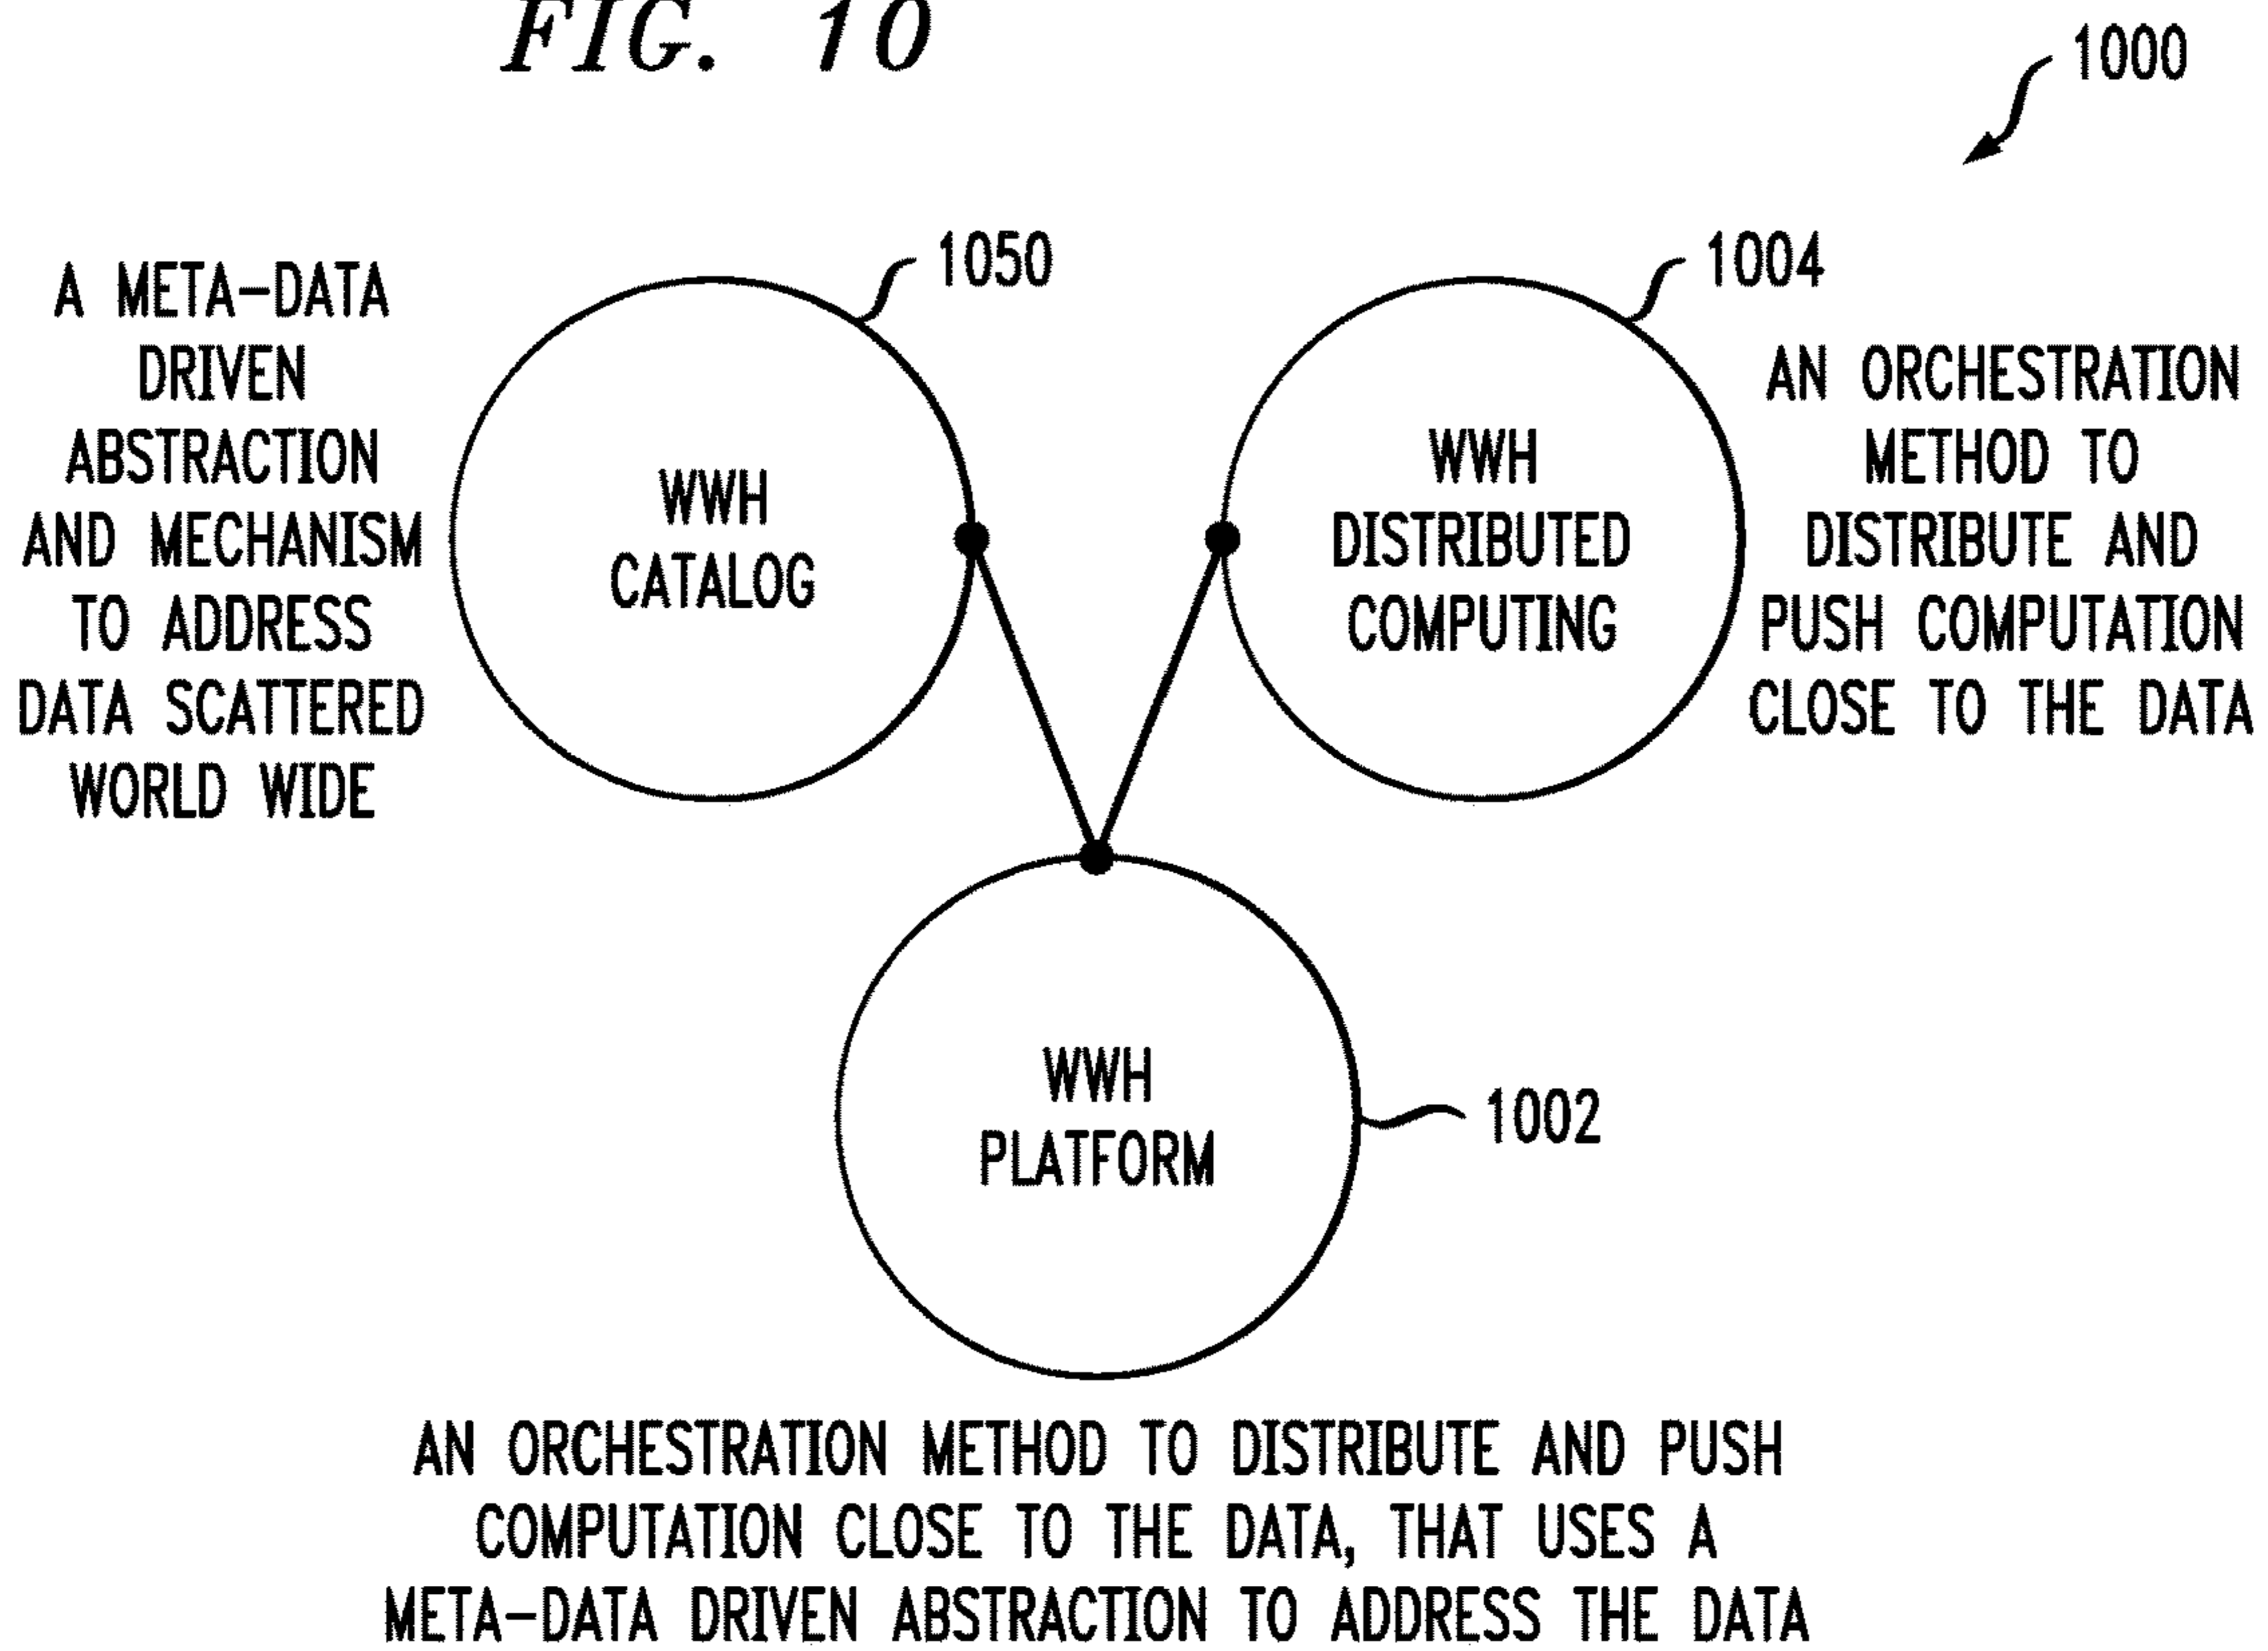 FIG. 10
1000
1050
1004
A META-DATA
DRIVEN
ABSTRACTION
AND MECHANISM
TO ADDRESS
DATA SCATTERED
WORLD WIDE
WWH
CATALOG
WWH
DISTRIBUTED
COMPUTING
AN ORCHESTRATION
METHOD TO
DISTRIBUTE AND
PUSH COMPUTATION
CLOSE TO THE DATA
WWH
PLATFORM
1002
AN ORCHESTRATION METHOD TO DISTRIBUTE AND PUSH
COMPUTATION CLOSE TO THE DATA, THAT USES A
META-DATA DRIVEN ABSTRACTION TO ADDRESS THE DATA